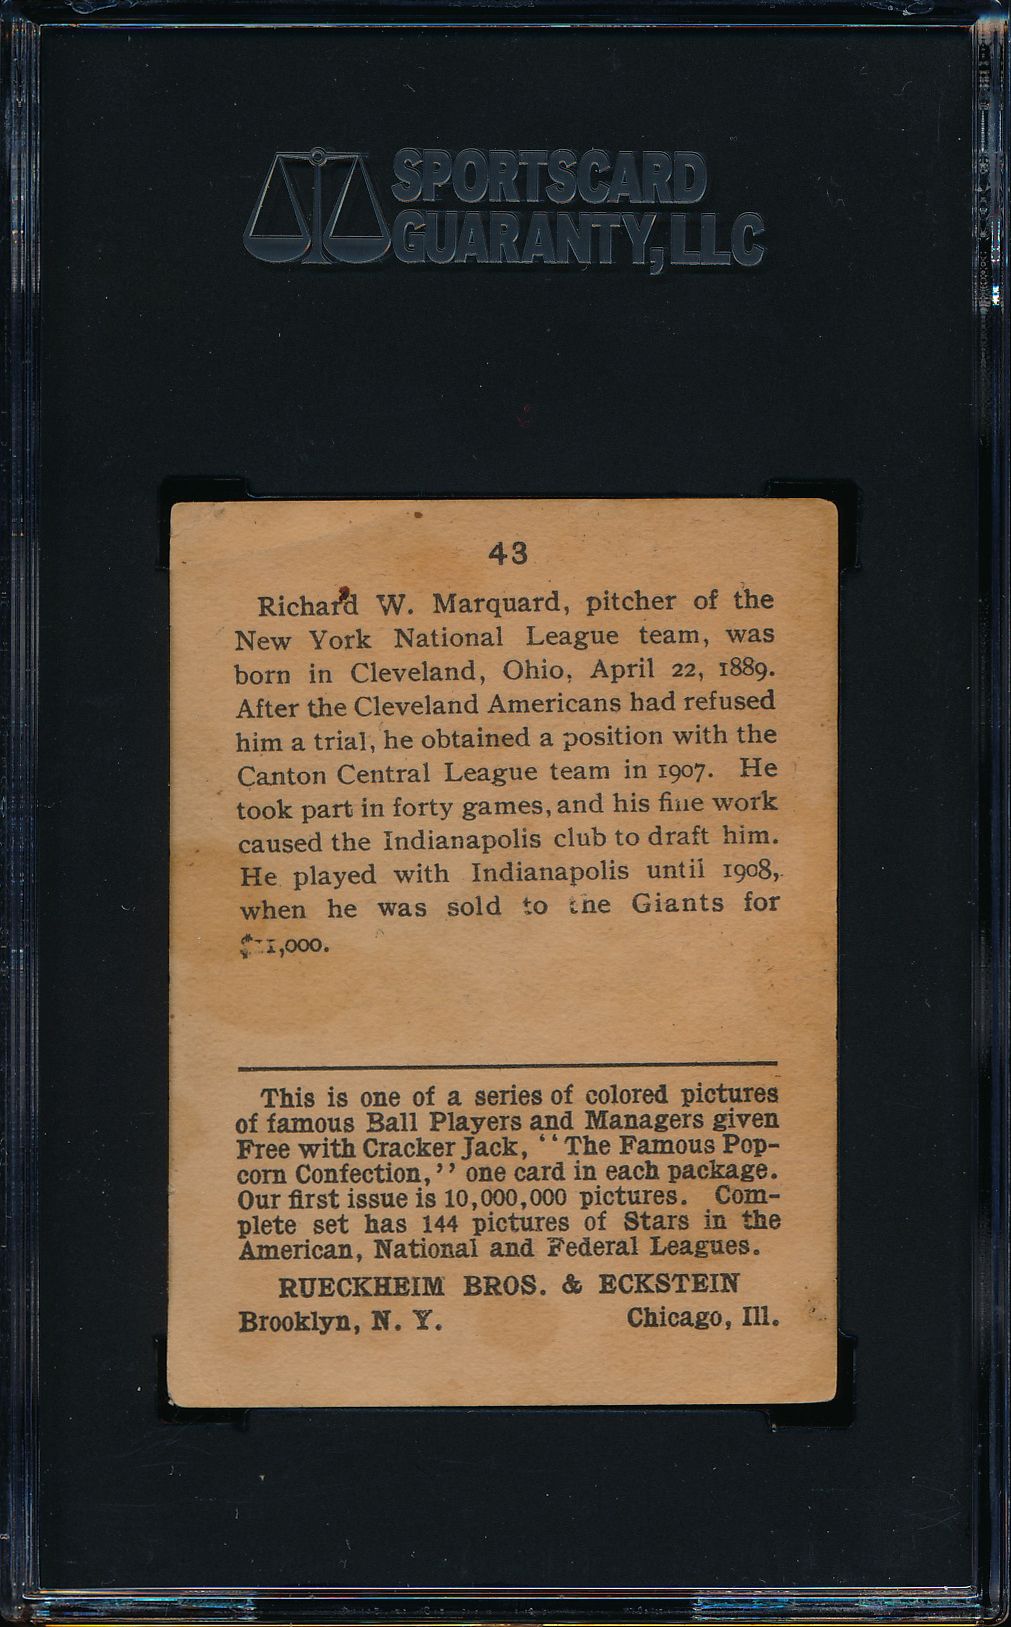 SPORTSCARD
GUARANTY, LLC
43
Richard W. Marquard, pitcher of the
New York National League team, was
born in Cleveland, Ohio, April 22, 1889.
After the Cleveland Americans had refused
him a trial, he obtained a position with the
Canton Central League team in 1907. He
took part in forty games, and his fine work
caused the Indianapolis club to draft him.
He played with Indianapolis until 1908,
when he was sold to the Giants for
$11,000.
This is one of a series of colored pictures
of famous Ball Players and Managers given
Free with Cracker Jack, "The Famous Pop-
corn Confection," one card in each package.
Our first issue is 10,000,000 pictures. Com-
plete set has 144 pictures of Stars in the
American, National and Federal Leagues.
RUECKHEIM BROS. & ECKSTEIN
Brooklyn, N. Y. Chicago, Ill.